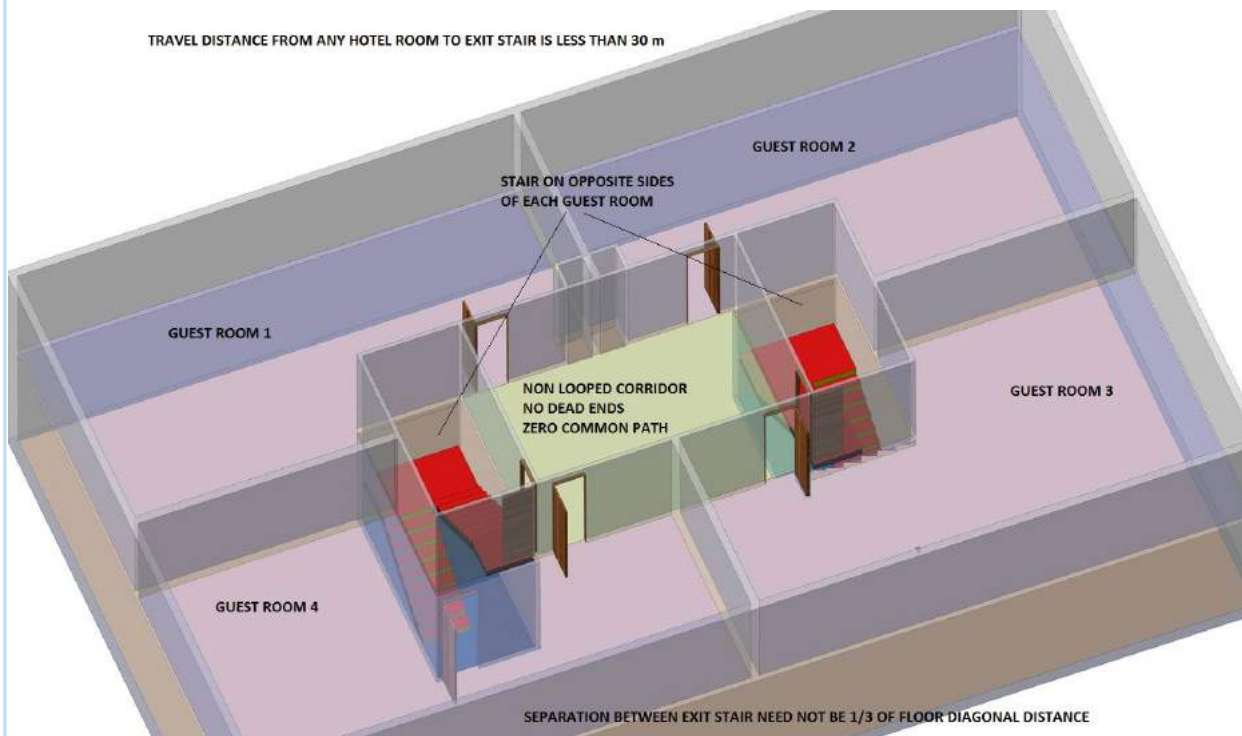 TRAVEL DISTANCE FROM ANY HOTEL ROOM TO EXIT STAIR IS LESS THAN 30 m
GUEST ROOM 2
STAIR ON OPPOSITE SIDES
OF EACH GUEST ROOM
GUEST ROOM 1
NON LOOPED CORRIDOR
NO DEAD ENDS
ZERO COMMON PATH
GUEST ROOM 3
GUEST ROOM 4
SEPARATION BETWEEN EXIT STAIR NEED NOT BE 1/3 OF FLOOR DIAGONAL DISTANCE